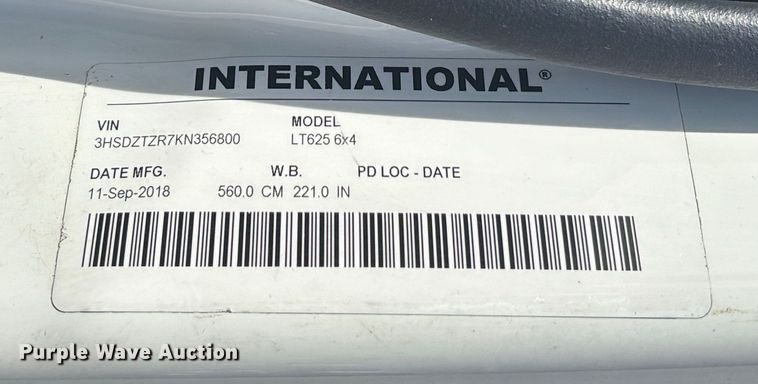 INTERNATIONAL®
VIN MODEL
3HSDZTZR7KN356800 LT625 6x4
DATE MFG. W.B. PD LOC - DATE
11-Sep-2018 560.0 CM 221.0 IN
Purple Wave Auction